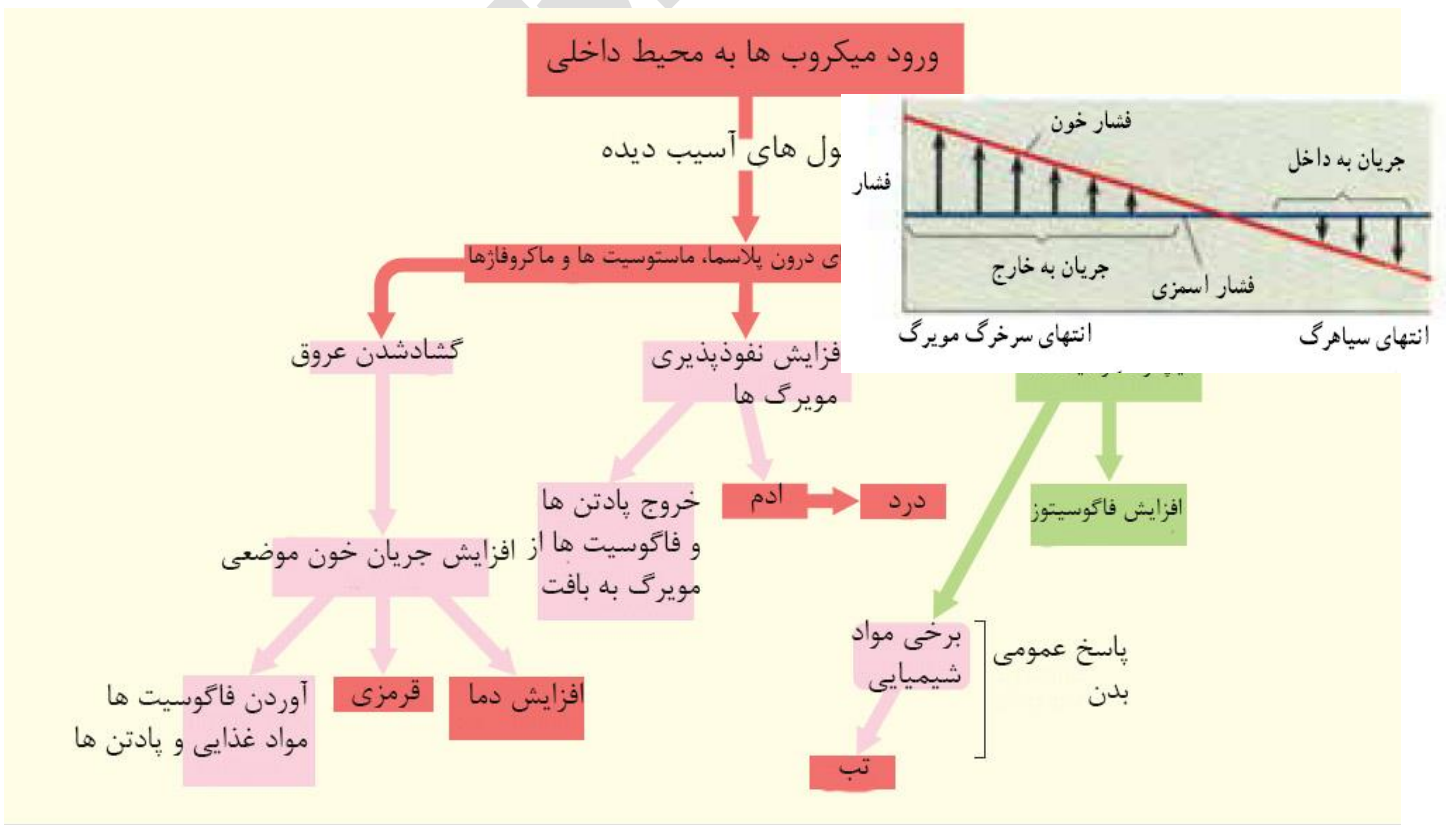 ورود میکروب ها به محیط داخلی
ول های آسیب دیده
ی درون پلاسما، ماستوسیت ها و ماکروفاژها
فشار خون
جریان به داخل
فشار
جریان به خارج
فشار اسمزی
انتهای سرخرگ مویرگ
انتهای سیاهرگ
گشادشدن عروق
فزایش نفوذپذیری
مویرگ ها
افزایش فاگوسیتوز
درد
ادم
خروج پادتن ها
و فاگوسیت ها از
مویرگ به بافت
افزایش جریان خون موضعی
برخی مواد
شیمیایی
پاسخ عمومی
بدن
افزایش دما
قرمزی
آوردن فاگوسیت ها
مواد غذایی و پادتن ها
تب